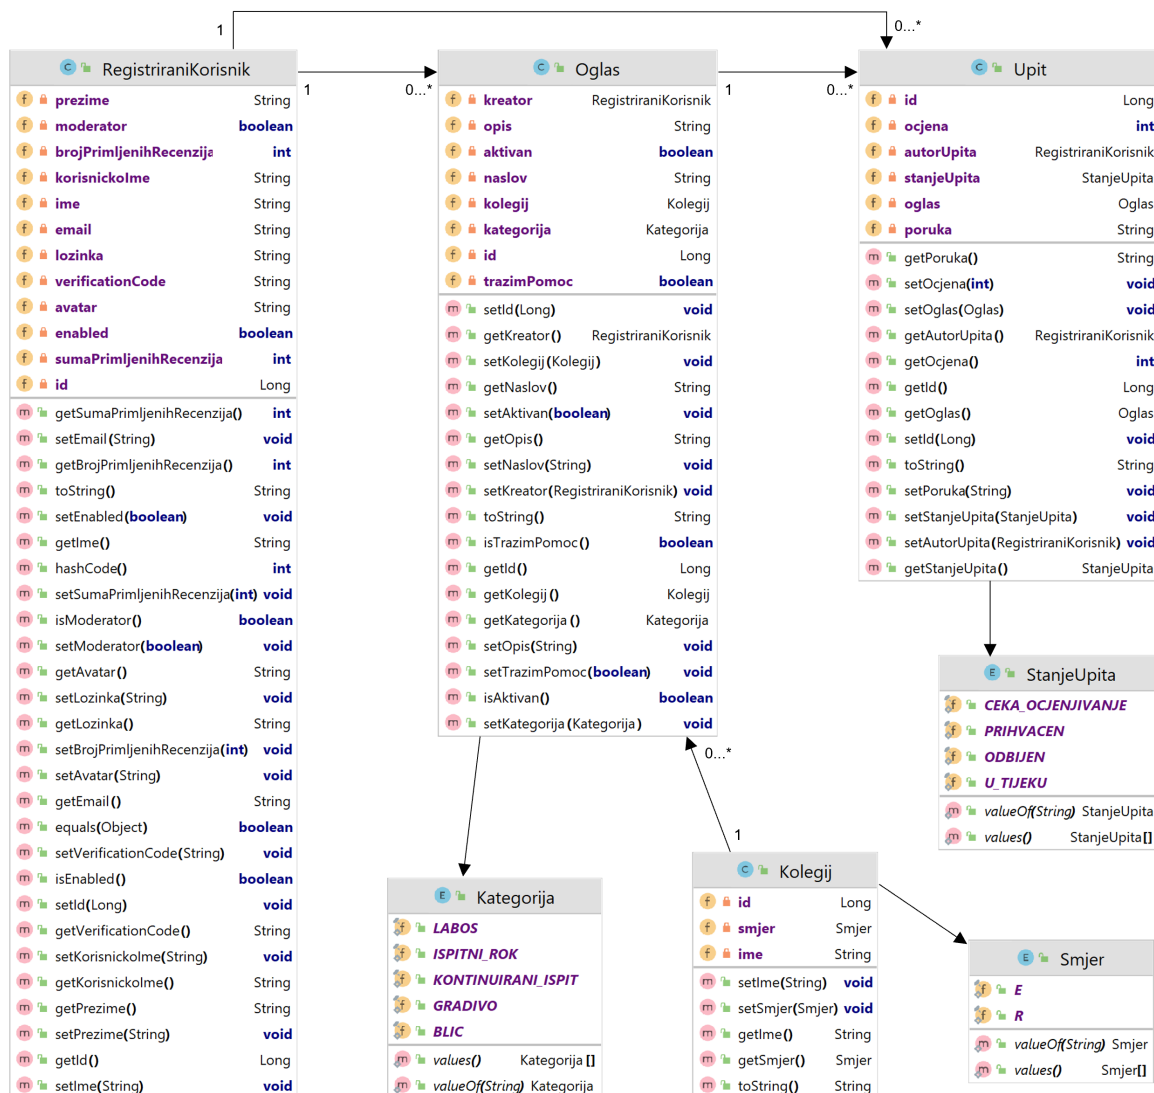 1
0...*
RegistriraniKorisnik
prezime String
moderator boolean
brojPrimljenihRecenzija int
korisnickoIme String
ime String
email String
lozinka String
verificationCode String
avatar String
enabled boolean
sumaPrimljenihRecenzija int
id Long
getSumaPrimljenihRecenzija() int
setEmail(String) void
getBrojPrimljenihRecenzija() int
toString() String
setEnabled(boolean) void
getIme() String
hashCode() int
setSumaPrimljenihRecenzija(int) void
isModerator() boolean
setModerator(boolean) void
getAvatar() String
setLozinka(String) void
getLozinka() String
setBrojPrimljenihRecenzija(int) void
setAvatar(String) void
getEmail() String
equals(Object) boolean
setVerificationCode(String) void
isEnabled() boolean
setId(Long) void
getVerificationCode() String
setKorisnickoIme(String) void
getKorisnickoIme() String
getPrezime() String
setPrezime(String) void
getId() Long
setIme(String) void
1
0...*
Oglas
kreator RegistriraniKorisnik
opis String
aktivan boolean
naslov String
kolegij Kolegij
kategorija Kategorija
id Long
trazimPomoc boolean
setId(Long) void
getKreator() RegistriraniKorisnik
setKolegij(Kolegij) void
getNaslov() String
setAktivan(boolean) void
getOpis() String
setNaslov(String) void
setKreator(RegistriraniKorisnik) void
toString() String
isTrazimPomoc() boolean
getId() Long
getKolegij() Kolegij
getKategorija() Kategorija
setOpis(String) void
setTrazimPomoc(boolean) void
isAktivan() boolean
setKategorija(Kategorija) void
1
0...*
Upit
id Long
ocjena int
autorUpita RegistriraniKorisnik
stanjeUpita StanjeUpita
oglas Oglas
poruka String
getPoruka() String
setOcjena(int) void
setOglas(Oglas) void
getAutorUpita() RegistriraniKorisnik
getOcjena() int
getId() Long
getOglas() Oglas
setId(Long) void
toString() String
setPoruka(String) void
setStanjeUpita(StanjeUpita) void
setAutorUpita(RegistriraniKorisnik) void
getStanjeUpita() StanjeUpita
StanjeUpita
CEKA_OCJENJIVANJE
PRIHVACEN
ODBIJEN
U_TIJEKU
valueOf(String) StanjeUpita
values() StanjeUpita[]
0...*
1
Kategorija
LABOS
ISPITNI_ROK
KONTINUIRANI_ISPIT
GRADIVO
BLIC
values() Kategorija[]
valueOf(String) Kategorija
Kolegij
id Long
smjer Smjer
ime String
setIme(String) void
setSmjer(Smjer) void
getIme() String
getSmjer() Smjer
toString() String
Smjer
E
R
valueOf(String) Smjer
values() Smjer[]